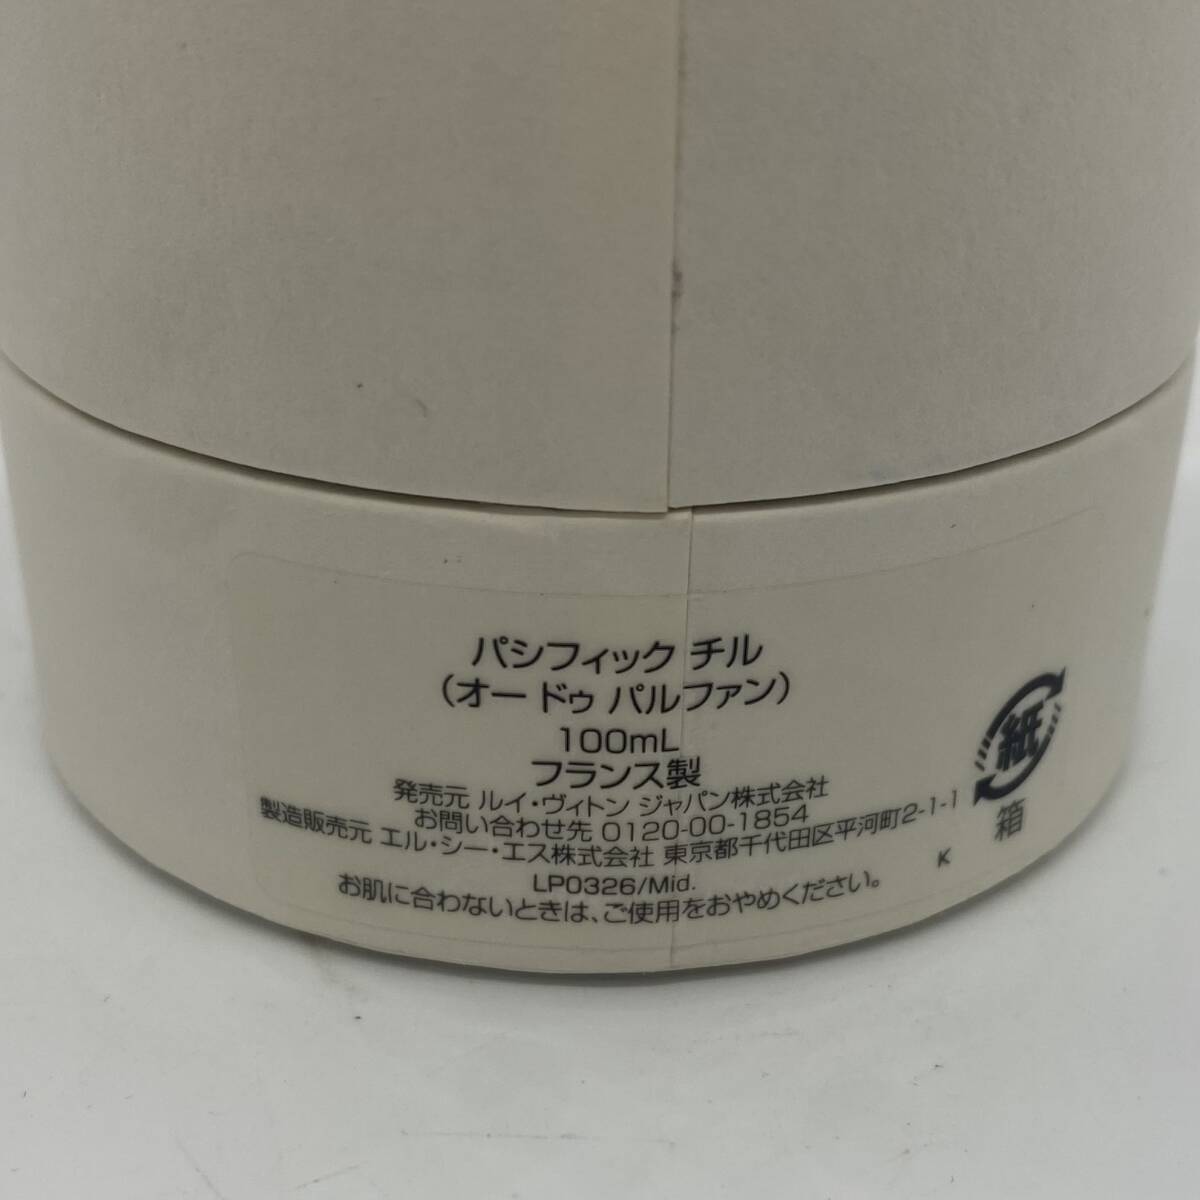 パシフィック チル
（オー ドゥ パルファン）
100mL
フランス製
発売元 ルイ・ヴィトン ジャパン株式会社
お問い合わせ先 0120-00-1854
製造販売元 エル・シー・エス株式会社 東京都千代田区平河町2-1-1
LP0326/Mid.
お肌に合わないときは、ご使用をおやめください。
K
紙
箱